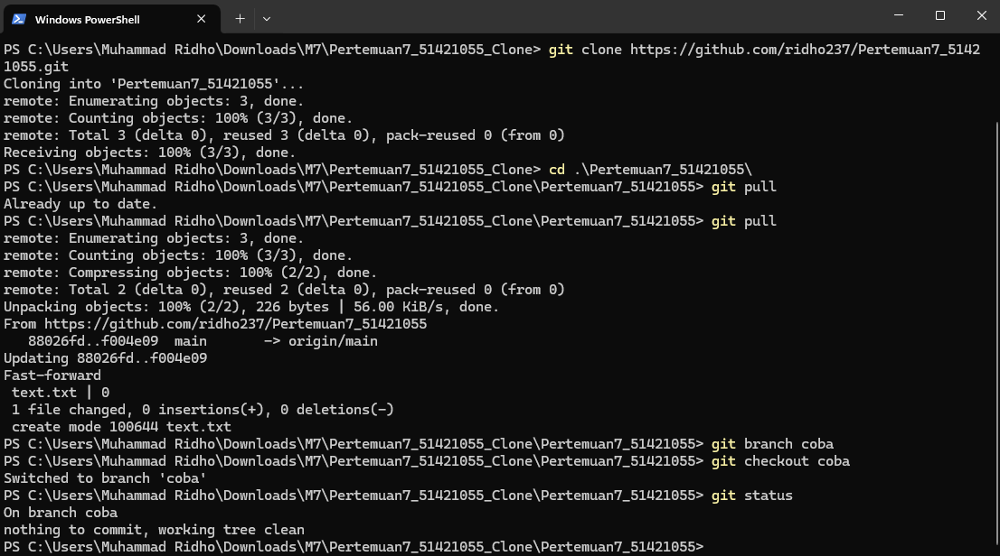 Windows PowerShell
PS C:\Users\Muhammad Ridho\Downloads\M7\Pertemuan7_51421055_Clone> git clone https://github.com/ridho237/Pertemuan7_5142
1055.git
Cloning into 'Pertemuan7_51421055'...
remote: Enumerating objects: 3, done.
remote: Counting objects: 100% (3/3), done.
remote: Total 3 (delta 0), reused 3 (delta 0), pack-reused 0 (from 0)
Receiving objects: 100% (3/3), done.
PS C:\Users\Muhammad Ridho\Downloads\M7\Pertemuan7_51421055_Clone> cd .\Pertemuan7_51421055\
PS C:\Users\Muhammad Ridho\Downloads\M7\Pertemuan7_51421055_Clone\Pertemuan7_51421055> git pull
Already up to date.
PS C:\Users\Muhammad Ridho\Downloads\M7\Pertemuan7_51421055_Clone\Pertemuan7_51421055> git pull
remote: Enumerating objects: 3, done.
remote: Counting objects: 100% (3/3), done.
remote: Compressing objects: 100% (2/2), done.
remote: Total 2 (delta 0), reused 2 (delta 0), pack-reused 0 (from 0)
Unpacking objects: 100% (2/2), 226 bytes | 56.00 KiB/s, done.
From https://github.com/ridho237/Pertemuan7_51421055
   88026fd..f004e09  main       -> origin/main
Updating 88026fd..f004e09
Fast-forward
 text.txt | 0
 1 file changed, 0 insertions(+), 0 deletions(-)
 create mode 100644 text.txt
PS C:\Users\Muhammad Ridho\Downloads\M7\Pertemuan7_51421055_Clone\Pertemuan7_51421055> git branch coba
PS C:\Users\Muhammad Ridho\Downloads\M7\Pertemuan7_51421055_Clone\Pertemuan7_51421055> git checkout coba
Switched to branch 'coba'
PS C:\Users\Muhammad Ridho\Downloads\M7\Pertemuan7_51421055_Clone\Pertemuan7_51421055> git status
On branch coba
nothing to commit, working tree clean
PS C:\Users\Muhammad Ridho\Downloads\M7\Pertemuan7_51421055_Clone\Pertemuan7_51421055>